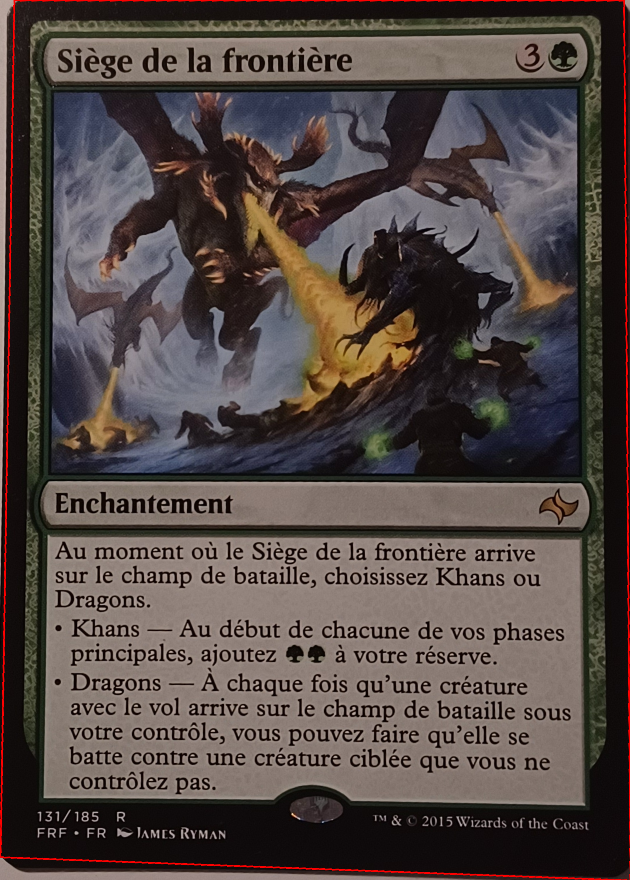 Siège de la frontière 3
Enchantement
Au moment où le Siège de la frontière arrive
sur le champ de bataille, choisissez Khans ou
Dragons.
• Khans — Au début de chacune de vos phases
principales, ajoutez à votre réserve.
• Dragons — À chaque fois qu'une créature
avec le vol arrive sur le champ de bataille sous
votre contrôle, vous pouvez faire qu'elle se
batte contre une créature ciblée que vous ne
contrôlez pas.
131/185 R
FRF • FR James Ryman
™ & © 2015 Wizards of the Coast